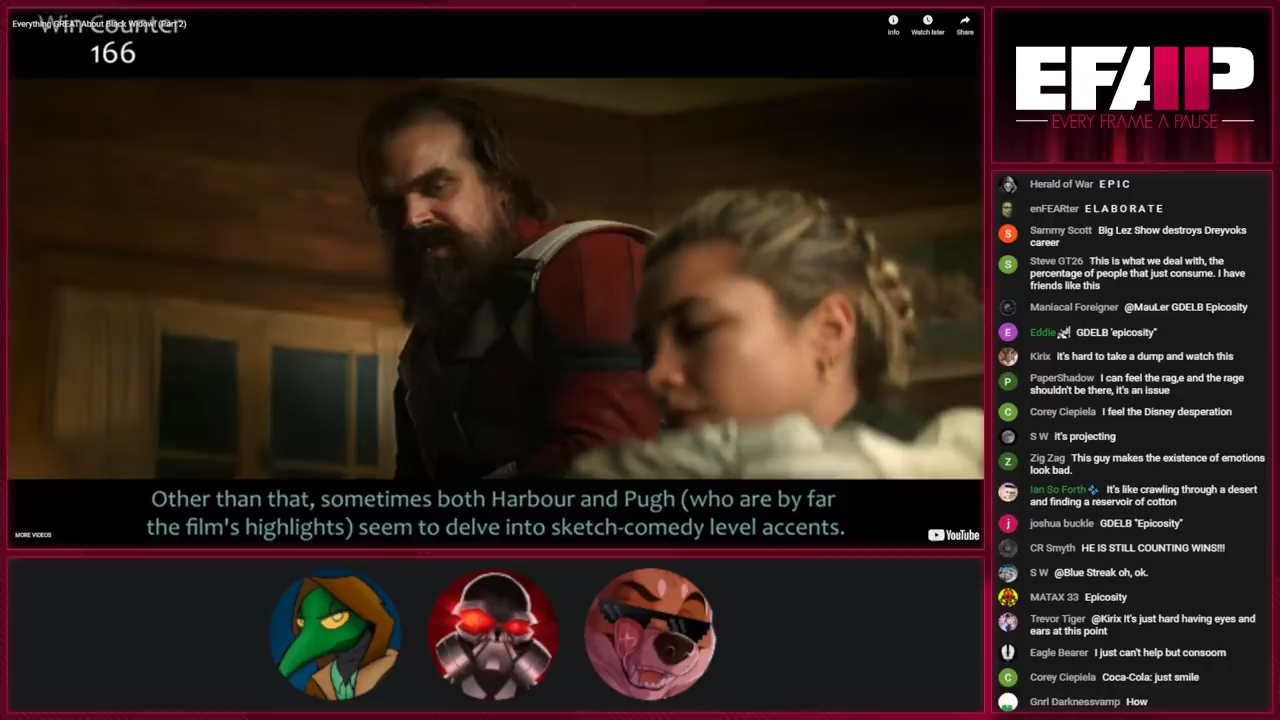 Everything GREAT About Black Widow! (Part 2)
Win Counter
166
Info
Watch later
Share
Other than that, sometimes both Harbour and Pugh (who are by far
the film's highlights) seem to delve into sketch-comedy level accents.
MORE VIDEOS
YouTube
EFAP
EVERY FRAME A PAUSE
Herald of War E P I C
enFEARter E L A B O R A T E
S
Sammy Scott Big Lez Show destroys Dreyvoks
career
S
Steve GT26 This is what we deal with, the
percentage of people that just consume. I have
friends like this
Maniacal Foreigner @MauLer GDELB Epicosity
E
Eddie GDELB 'epicosity"
Kirix it's hard to take a dump and watch this
P
PaperShadow I can feel the rag,e and the rage
shouldn't be there, it's an issue
C
Corey Ciepiela I feel the Disney desperation
S W It's projecting
Z
Zig Zag This guy makes the existence of emotions
look bad.
Ian So Forth It's like crawling through a desert
and finding a reservoir of cotton
j
joshua buckle GDELB "Epicosity"
CR Smyth HE IS STILL COUNTING WINS!!!
S W @Blue Streak oh, ok.
MATAX 33 Epicosity
Trevor Tiger @Kirix It's just hard having eyes and
ears at this point
Eagle Bearer I just can't help but consoom
C
Corey Ciepiela Coca-Cola: just smile
Gnrl Darknessvamp How